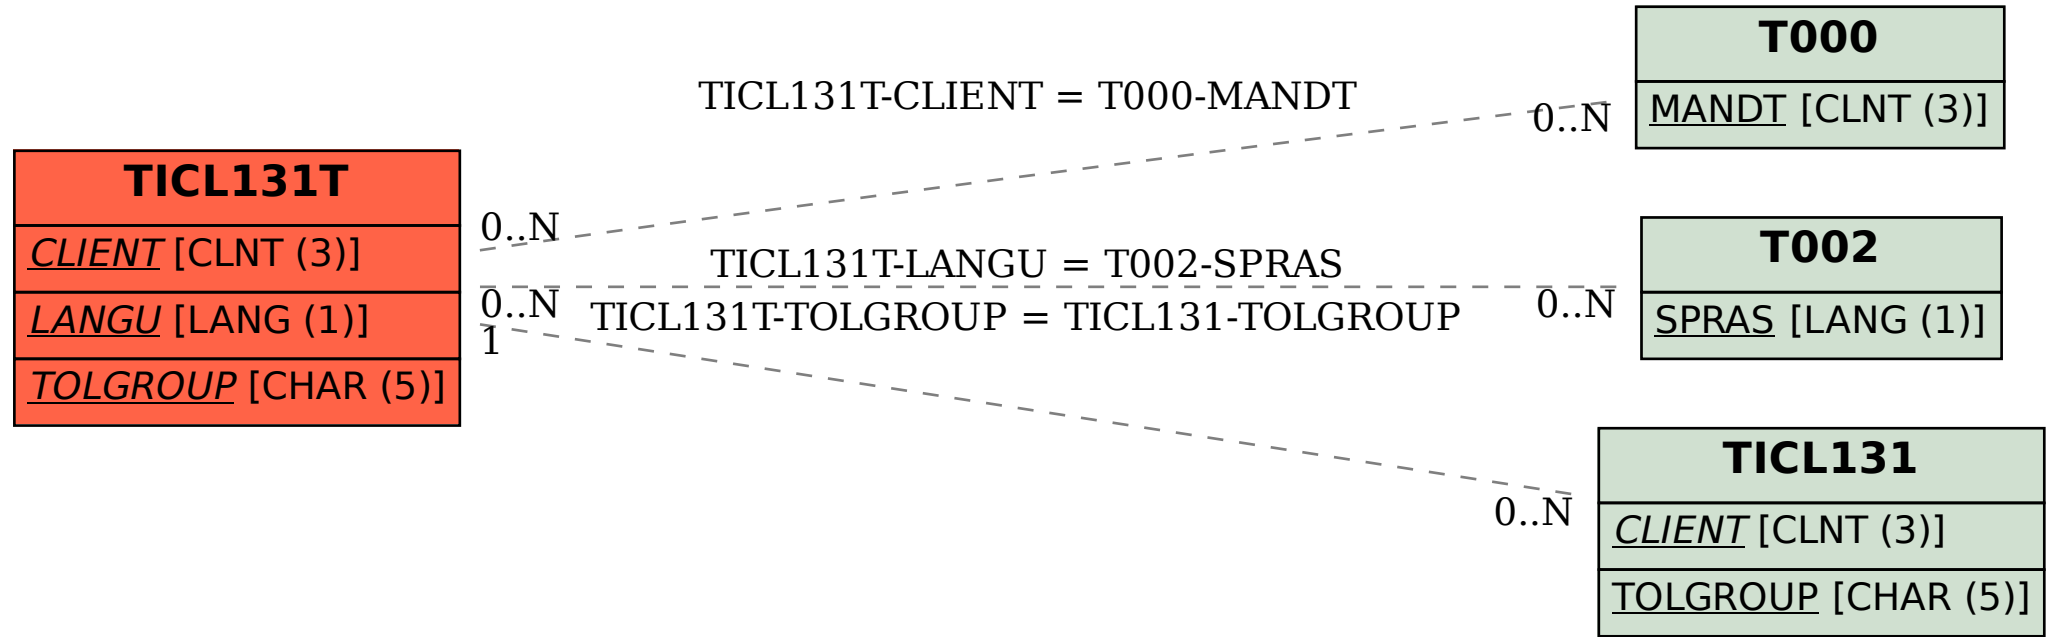 T000
MANDT [CLNT (3)]
TICL131T-CLIENT = T000-MANDT
0..N
0..N
TICL131T
CLIENT [CLNT (3)]
LANGU [LANG (1)]
TOLGROUP [CHAR (5)]
TICL131T-LANGU = T002-SPRAS
0..N
0..N
T002
SPRAS [LANG (1)]
TICL131T-TOLGROUP = TICL131-TOLGROUP
1
0..N
TICL131
CLIENT [CLNT (3)]
TOLGROUP [CHAR (5)]